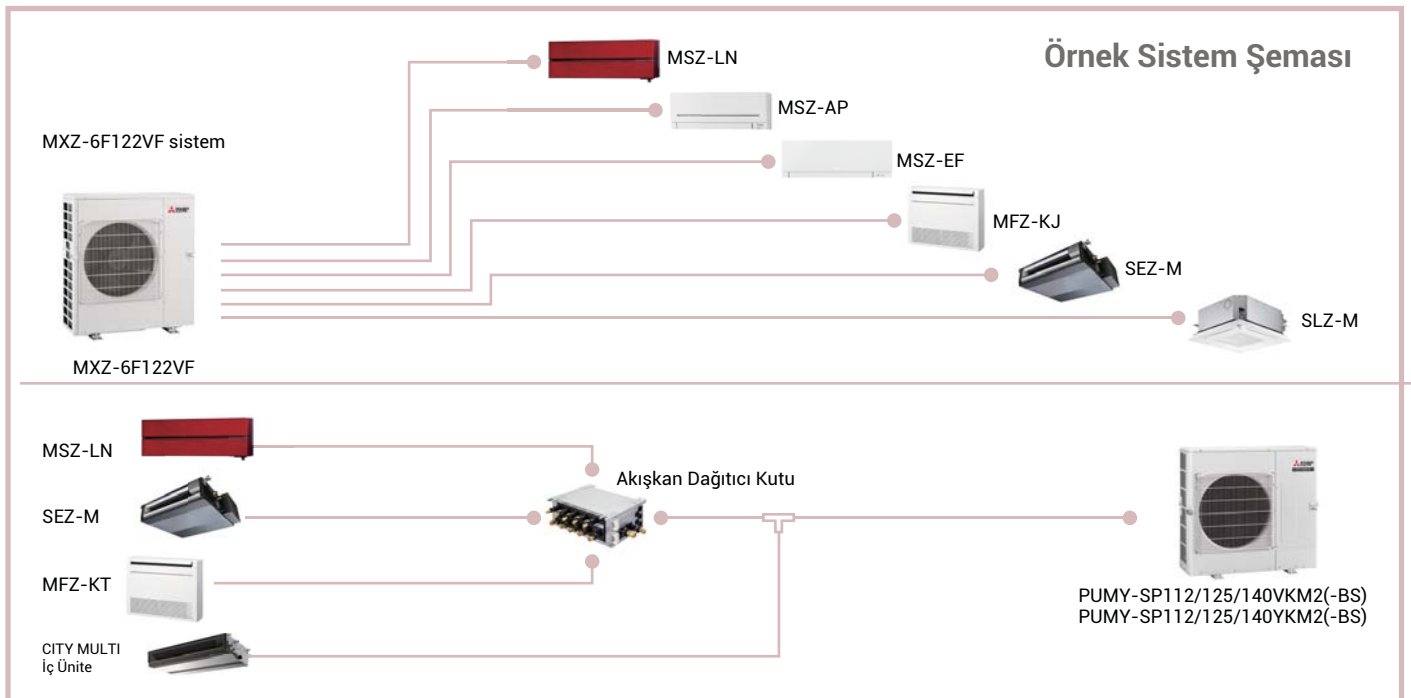 Örnek Sistem Şeması
MSZ-LN
MSZ-AP
MXZ-6F122VF sistem
MSZ-EF
MFZ-KJ
SEZ-M
SLZ-M
MXZ-6F122VF
MSZ-LN
Akışkan Dağıtıcı Kutu
SEZ-M
MFZ-KT
PUMY-SP112/125/140VKM2(-BS)
PUMY-SP112/125/140YKM2(-BS)
CITY MULTI
İç Ünite